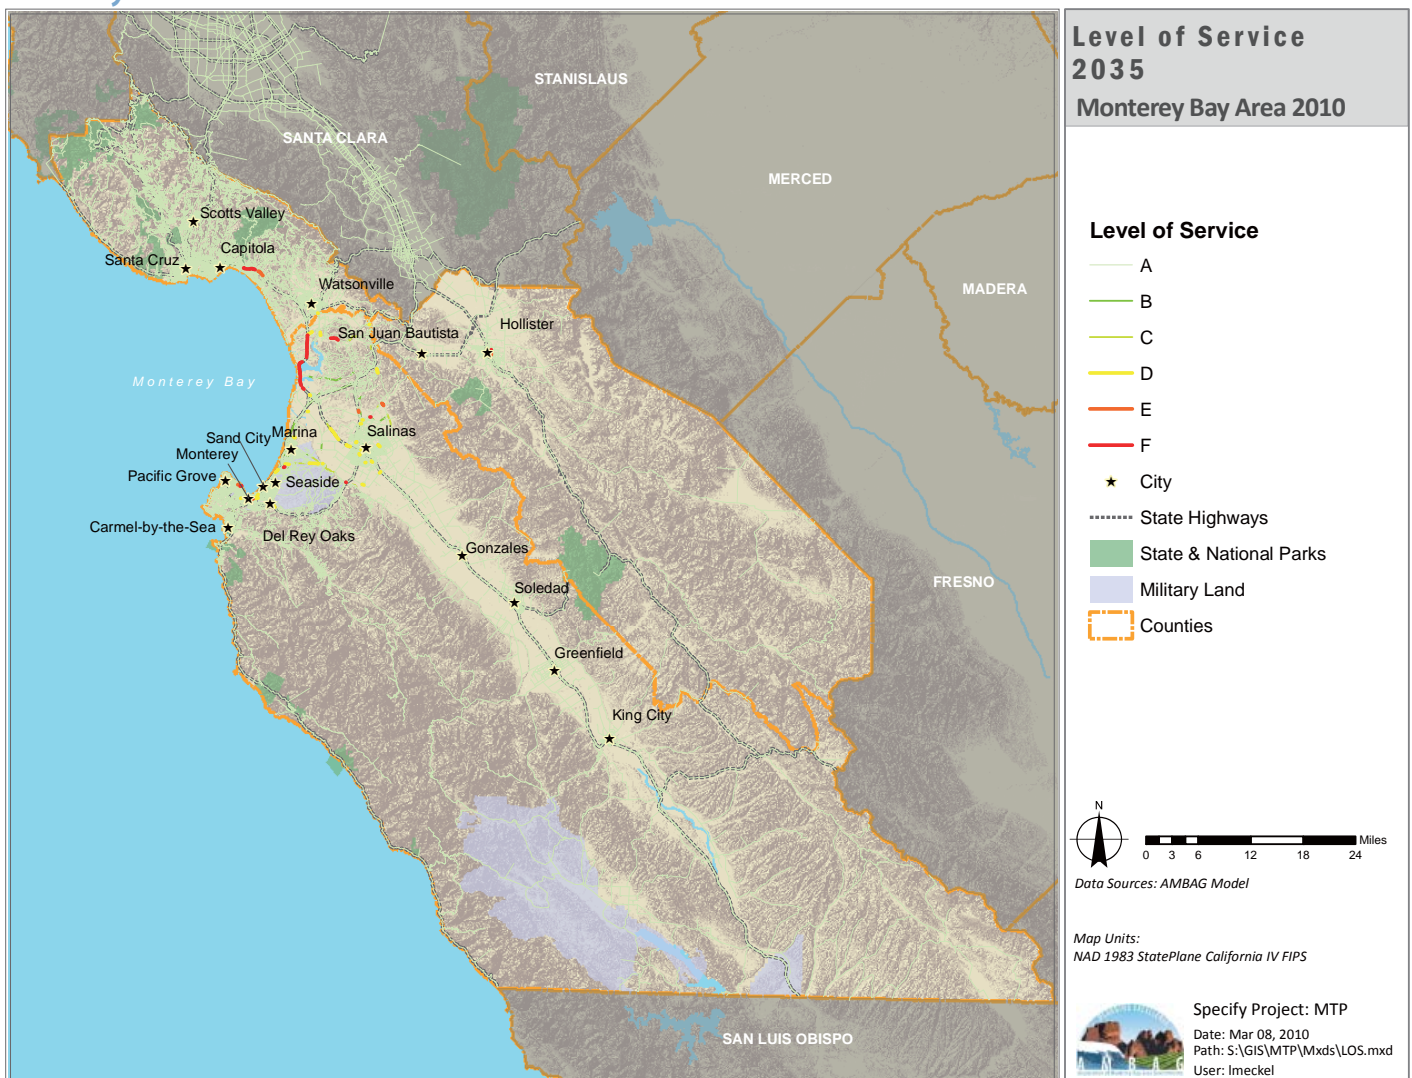 Level of Service
2035
Monterey Bay Area 2010
Level of Service
A
B
C
D
E
F
City
State Highways
State & National Parks
Military Land
Counties
N
0 3 6 12 18 24 Miles
Data Sources: AMBAG Model
Map Units:
NAD 1983 StatePlane California IV FIPS
Specify Project: MTP
Date: Mar 08, 2010
Path: S:\GIS\MTP\Mxds\LOS.mxd
User: lmeckel
STANISLAUS
SANTA CLARA
MERCED
MADERA
FRESNO
SAN LUIS OBISPO
Scotts Valley
Capitola
Santa Cruz
Watsonville
San Juan Bautista
Hollister
Monterey Bay
Marina
Sand City
Monterey
Salinas
Pacific Grove
Seaside
Carmel-by-the-Sea
Del Rey Oaks
Gonzales
Soledad
Greenfield
King City